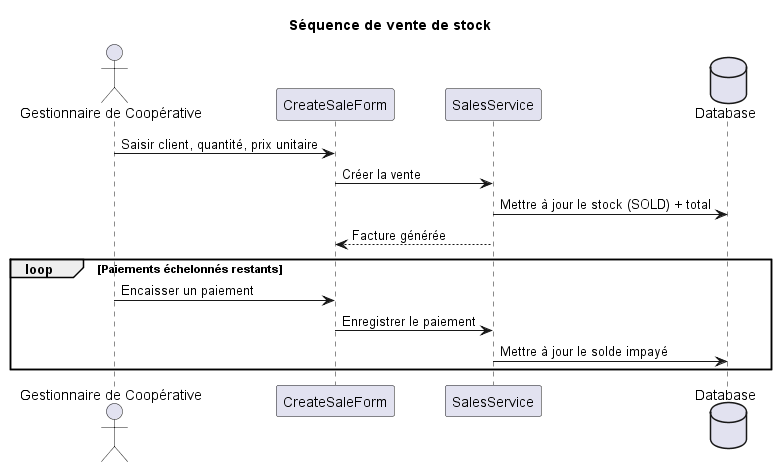 Séquence de vente de stock
Gestionnaire de Coopérative
CreateSaleForm
SalesService
Database
Saisir client, quantité, prix unitaire
Créer la vente
Mettre à jour le stock (SOLD) + total
Facture générée
loop [Paiements échelonnés restants]
Encaisser un paiement
Enregistrer le paiement
Mettre à jour le solde impayé
Gestionnaire de Coopérative
CreateSaleForm
SalesService
Database